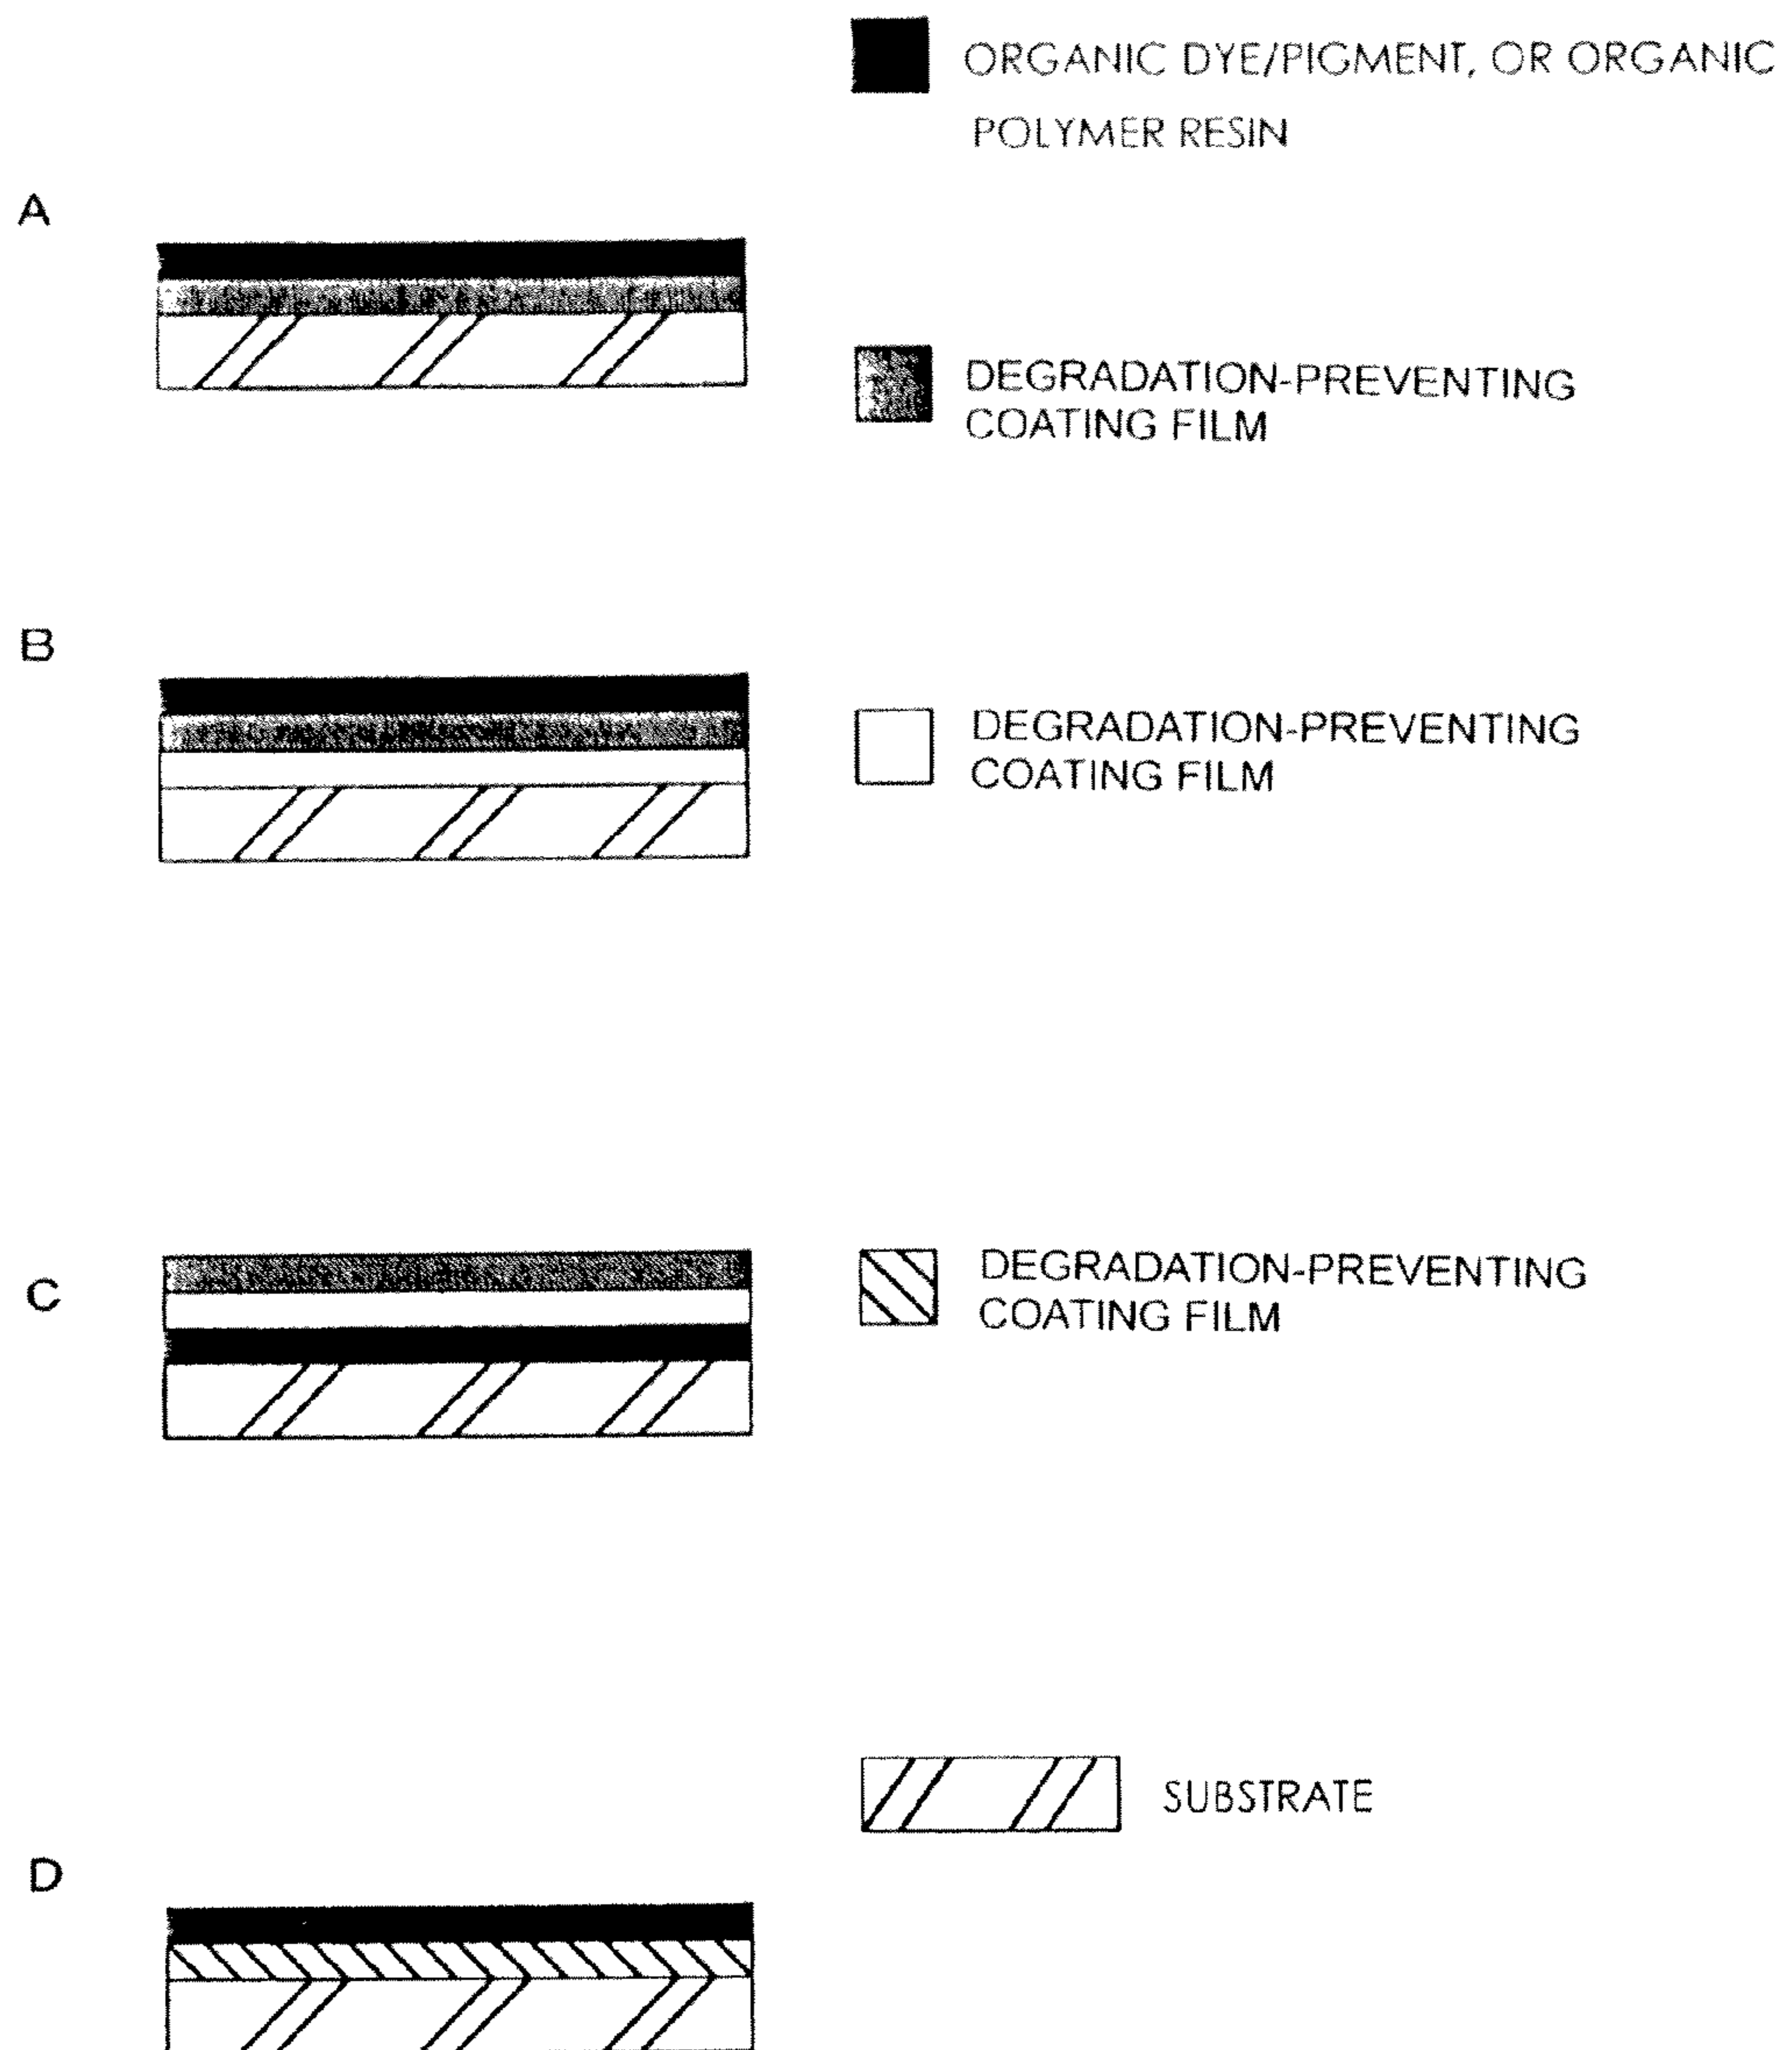 ORGANIC DYE/PIGMENT, OR ORGANIC
POLYMER RESIN
A
DEGRADATION-PREVENTING
COATING FILM
B
DEGRADATION-PREVENTING
COATING FILM
C
DEGRADATION-PREVENTING
COATING FILM
SUBSTRATE
D